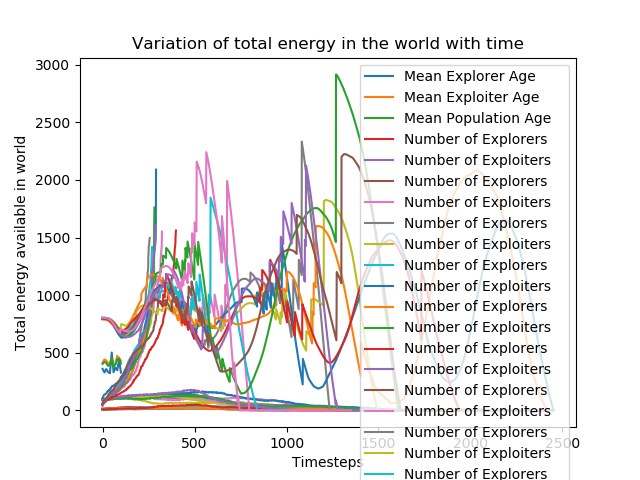 Variation of total energy in the world with time
Total energy available in world
3000
2500
2000
1500
1000
500
0
0
500
1000
1500
2000
2500
Timesteps
Mean Explorer Age
Mean Exploiter Age
Mean Population Age
Number of Explorers
Number of Exploiters
Number of Explorers
Number of Exploiters
Number of Explorers
Number of Exploiters
Number of Explorers
Number of Exploiters
Number of Explorers
Number of Exploiters
Number of Explorers
Number of Exploiters
Number of Explorers
Number of Exploiters
Number of Explorers
Number of Exploiters
Number of Explorers